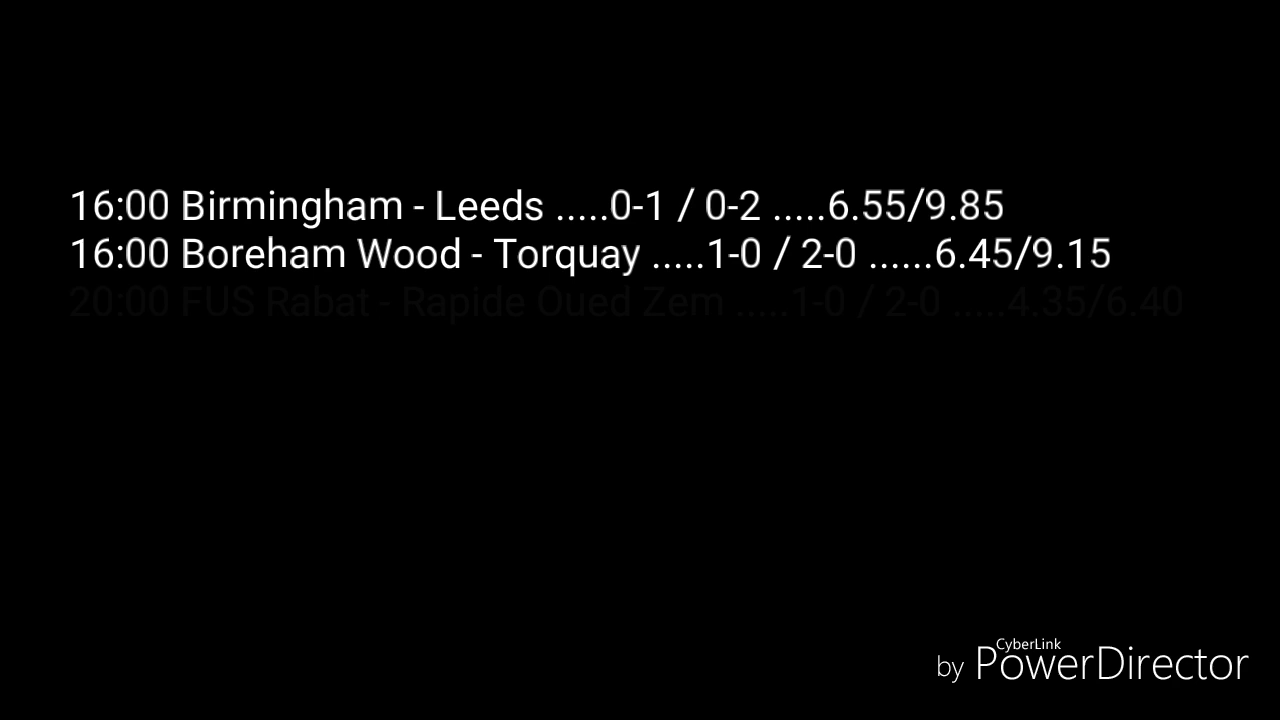 16:00 Birmingham - Leeds .....0-1 / 0-2 .....6.55/9.85
16:00 Boreham Wood - Torquay .....1-0 / 2-0 ......6.45/9.15
20:00 FUS Rabat - Rapide Oued Zem .....1-0 / 2-0 .....4.35/6.40
by CyberLink PowerDirector